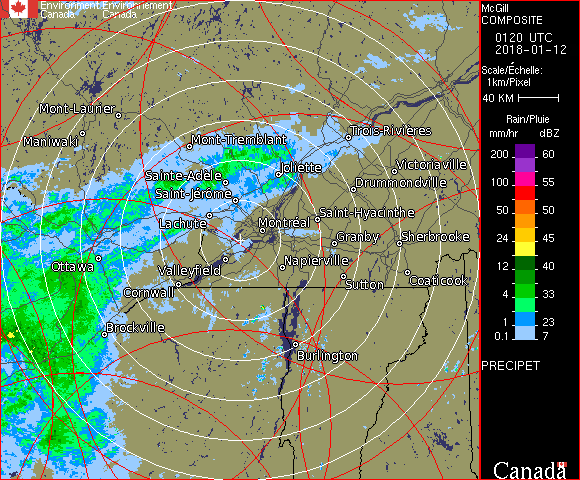 Environment Environnement
Canada Canada
McGill
COMPOSITE
0120 UTC
2018-01-12
Scale/Échelle:
1km/Pixel
40 KM
Rain/Pluie
mm/hr dBZ
200 60
100 55
50 50
24 45
12 40
4 33
1 23
0.1 7
PRECIPET
Canada
Mont-Laurier
Maniwaki
Mont-Tremblant
Trois-Rivières
Sainte-Adèle
Joliette
Victoriaville
Saint-Jérôme
Drummondville
Lachute
Montréal
Saint-Hyacinthe
Granby
Sherbrooke
Ottawa
Valleyfield
Napierville
Cornwall
Sutton
Coaticook
Brockville
Burlington